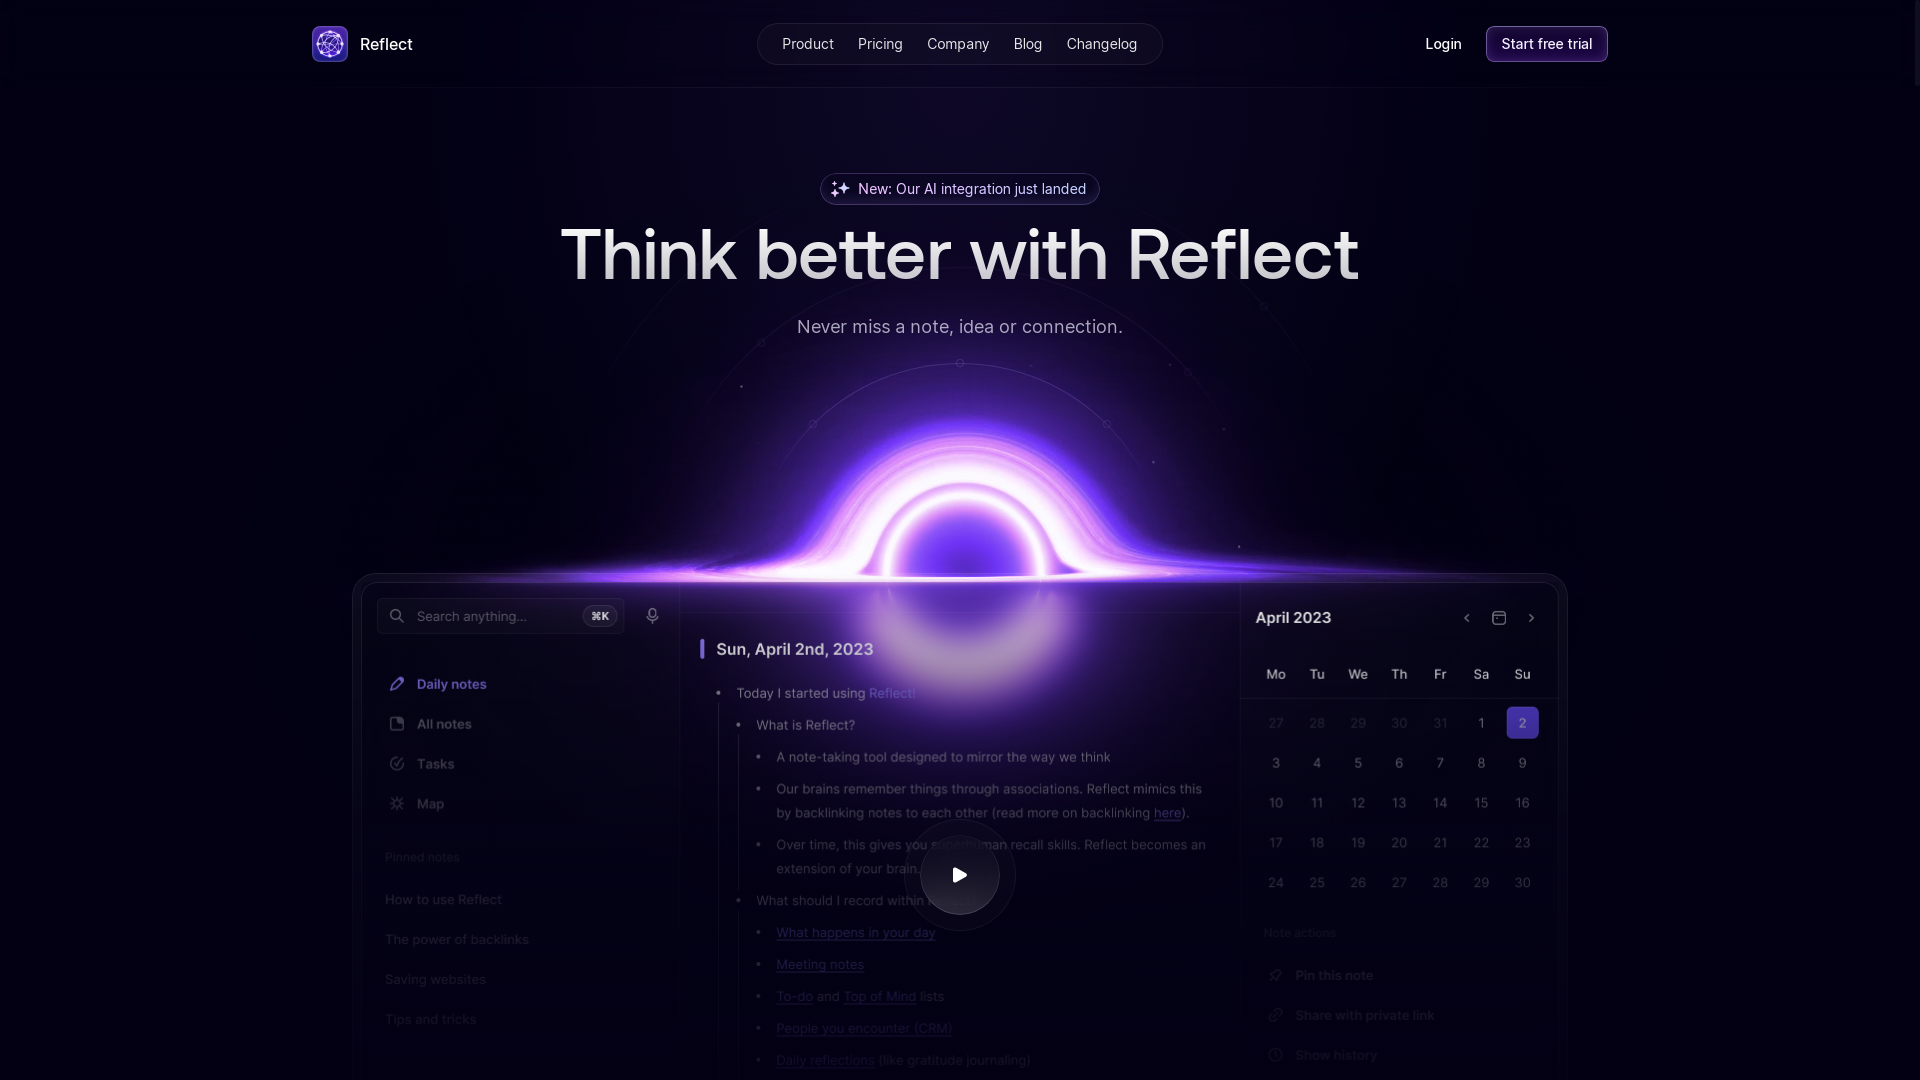 Reflect
Product Pricing Company Blog Changelog
Login
Start free trial
New: Our AI integration just landed
Think better with Reflect
Never miss a note, idea or connection.
Search anything...
⌘K
Daily notes
All notes
Tasks
Map
Pinned notes
How to use Reflect
The power of backlinks
Saving websites
Tips and tricks
Sun, April 2nd, 2023
Today I started using Reflect!
What is Reflect?
A note-taking tool designed to mirror the way we think
Our brains remember things through associations. Reflect mimics this
by backlinking notes to each other (read more on backlinking here).
Over time, this gives you superhuman recall skills. Reflect becomes an
extension of your brain.
What should I record within
What happens in your day
Meeting notes
To-do and Top of Mind lists
People you encounter (CRM)
Daily reflections (like gratitude journaling)
April 2023
Mo Tu We Th Fr Sa Su
27 28 29 30 31 1 2
3 4 5 6 7 8 9
10 11 12 13 14 15 16
17 18 19 20 21 22 23
24 25 26 27 28 29 30
Note actions
Pin this note
Share with private link
Show history